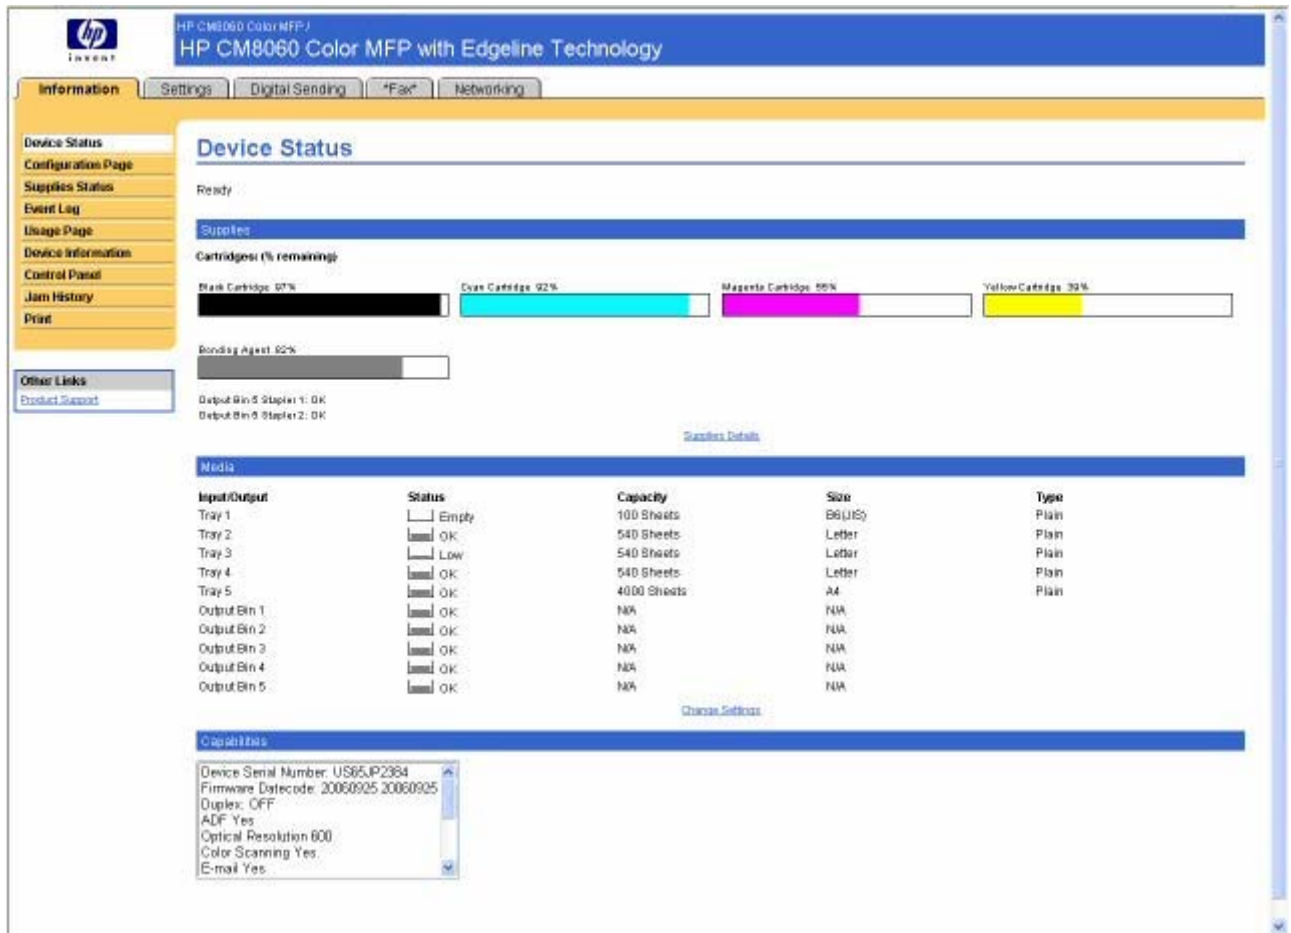 hp
invent
HP CM8060 Color MFP /
HP CM8060 Color MFP with Edgeline Technology
Information
Settings
Digital Sending
*Fax*
Networking
Device Status
Configuration Page
Supplies Status
Event Log
Usage Page
Device Information
Control Panel
Jam History
Print
Other Links
Product Support
Device Status
Ready
Supplies
Cartridges: (% remaining)
Black Cartridge 97%
Cyan Cartridge 92%
Magenta Cartridge 55%
Yellow Cartridge 39%
Bonding Agent 82%
Output Bin 5 Stapler 1: OK
Output Bin 5 Stapler 2: OK
Supplies Details
Media
Input/Output Status Capacity Size Type
Tray 1 Empty 100 Sheets B6(JIS) Plain
Tray 2 OK 540 Sheets Letter Plain
Tray 3 Low 540 Sheets Letter Plain
Tray 4 OK 540 Sheets Letter Plain
Tray 5 OK 4000 Sheets A4 Plain
Output Bin 1 OK N/A N/A
Output Bin 2 OK N/A N/A
Output Bin 3 OK N/A N/A
Output Bin 4 OK N/A N/A
Output Bin 5 OK N/A N/A
Change Settings
Capabilities
Device Serial Number: US65JP2384
Firmware Datecode: 20060925 20060925
Duplex: OFF
ADF Yes
Optical Resolution 600
Color Scanning Yes
E-mail Yes